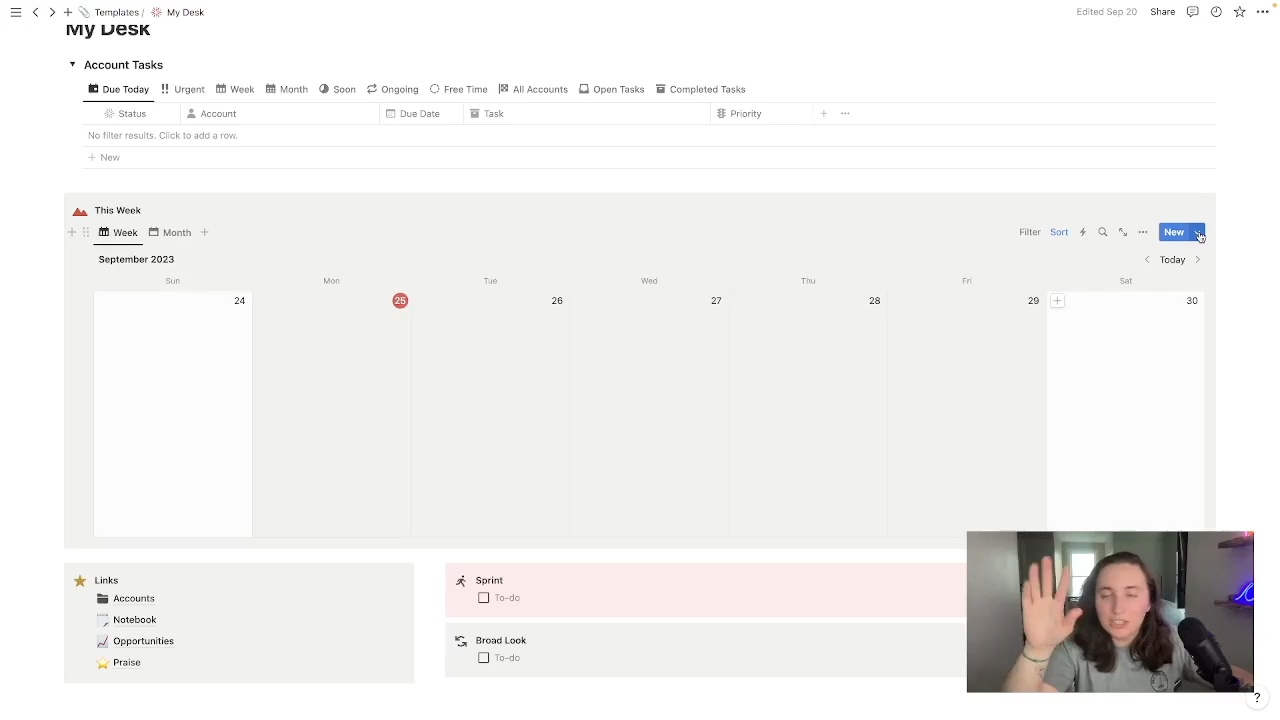 Templates / My Desk
Edited Sep 20 Share
My Desk
Account Tasks
Due Today Urgent Week Month Soon Ongoing Free Time All Accounts Open Tasks Completed Tasks
Status Account Due Date Task Priority
No filter results. Click to add a row.
New
This Week
Week Month
Filter Sort New
September 2023
Today
Sun Mon Tue Wed Thu Fri Sat
24 25 26 27 28 29 30
Links
Accounts
Notebook
Opportunities
Praise
Sprint
To-do
Broad Look
To-do
?